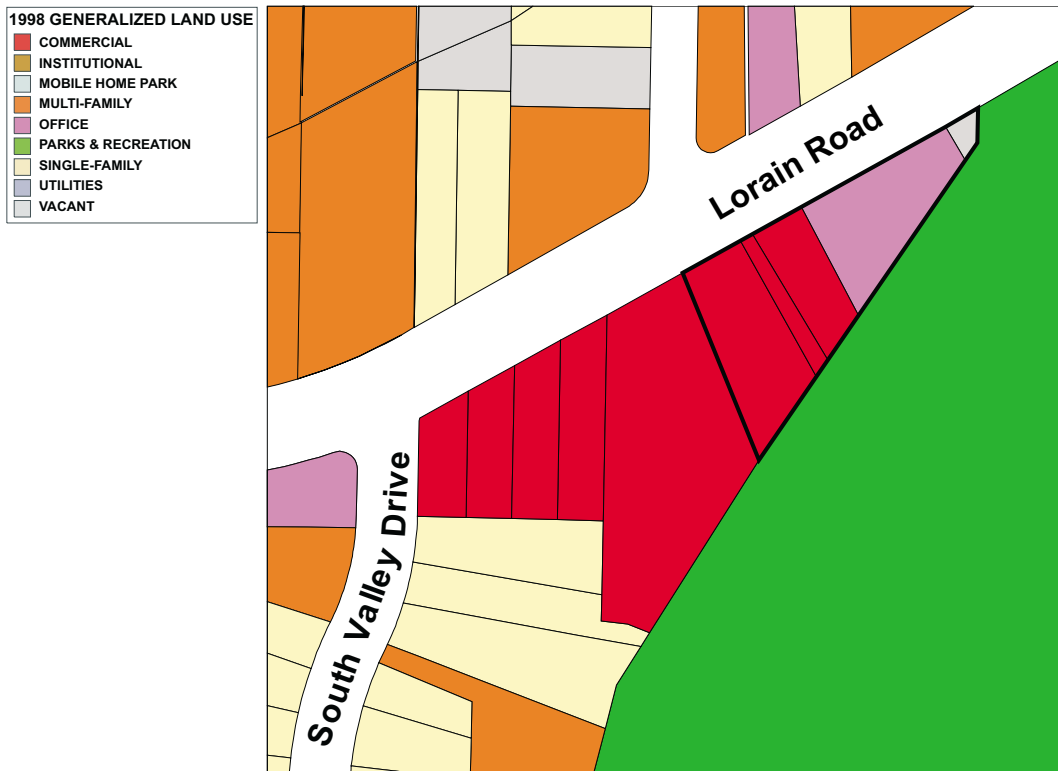 1998 GENERALIZED LAND USE
COMMERCIAL
INSTITUTIONAL
MOBILE HOME PARK
MULTI-FAMILY
OFFICE
PARKS & RECREATION
SINGLE-FAMILY
UTILITIES
VACANT
Lorain Road
South Valley Drive